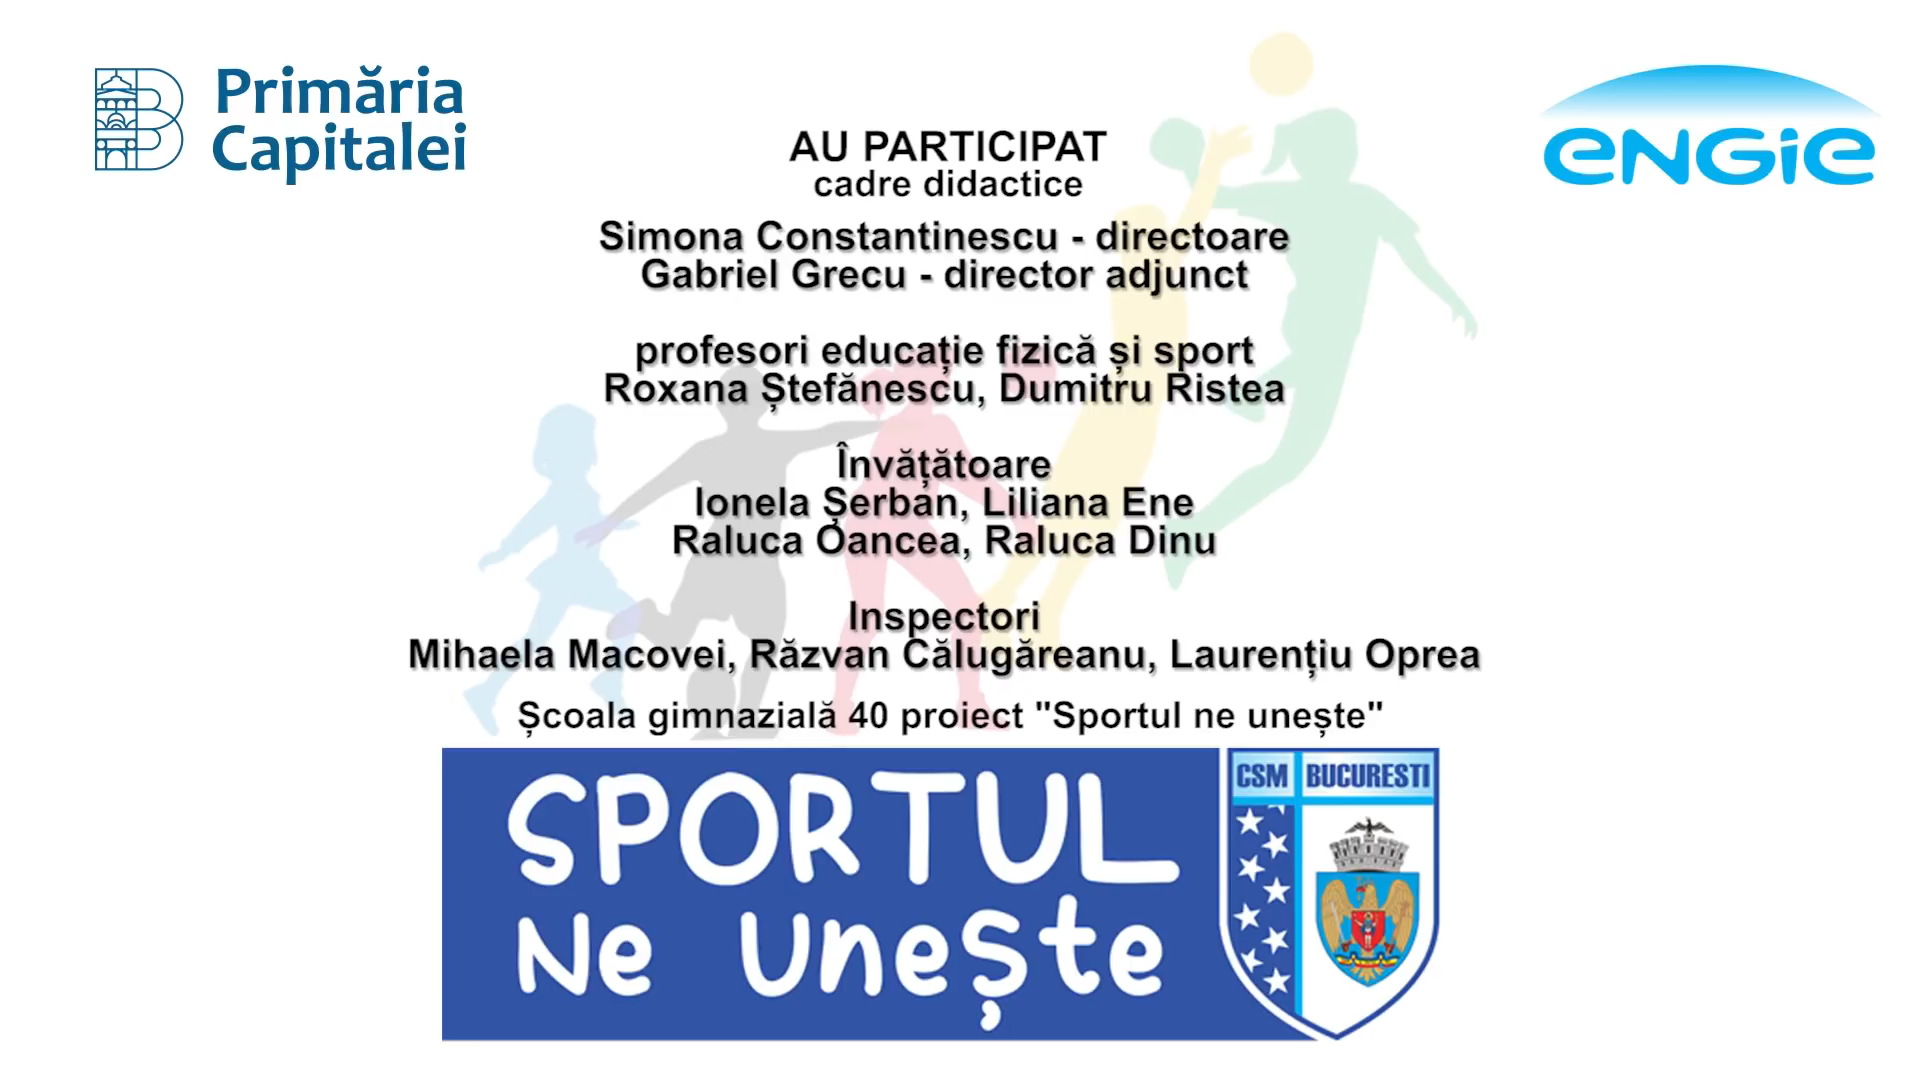 Primăria
Capitalei
engie
AU PARTICIPAT
cadre didactice
Simona Constantinescu - directoare
Gabriel Grecu - director adjunct
profesori educație fizică și sport
Roxana Ștefănescu, Dumitru Ristea
Învățătoare
Ionela Șerban, Liliana Ene
Raluca Oancea, Raluca Dinu
Inspectori
Mihaela Macovei, Răzvan Călugăreanu, Laurențiu Oprea
Școala gimnazială 40 proiect "Sportul ne unește"
SPORTUL
Ne Unește
CSM BUCURESTI